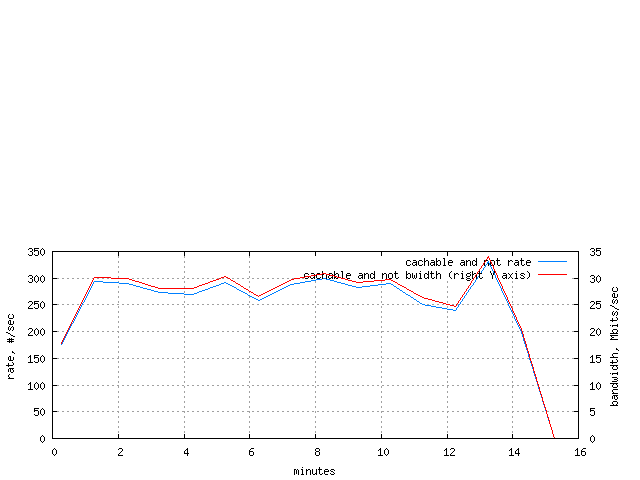 350
300
250
200
150
100
50
0
rate, #/sec
cachable and not rate
cachable and not bwidth (right Y axis)
35
30
25
20
15
10
5
0
bandwidth, Mbits/sec
0 2 4 6 8 10 12 14 16
minutes